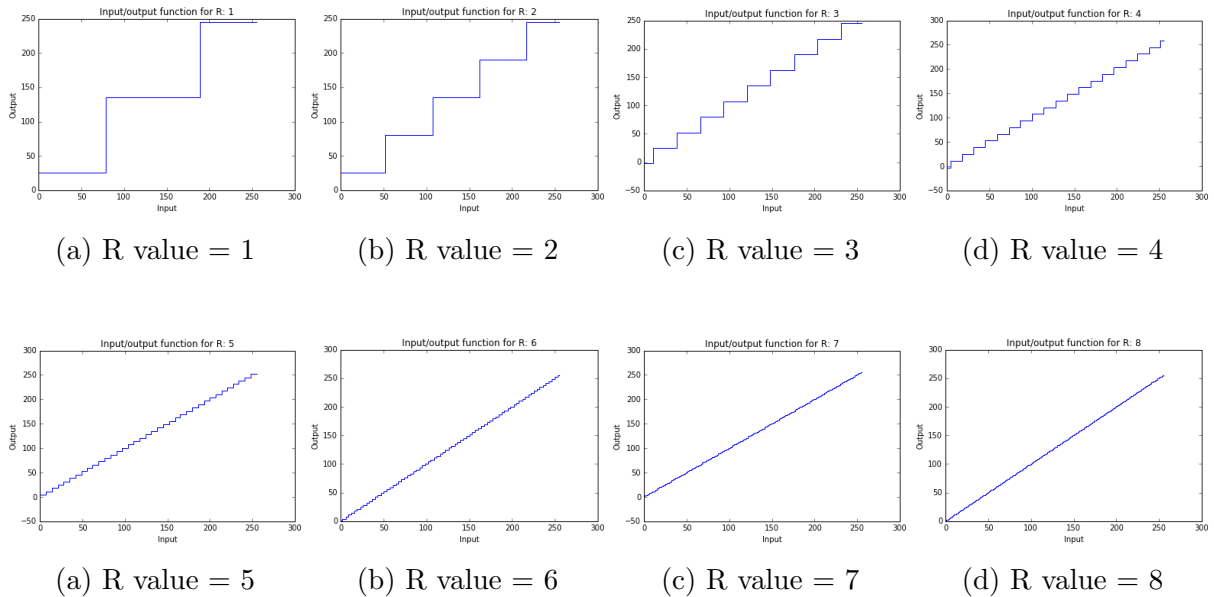 Input/output function for R: 1
250
200
150
100
50
0
Output
0 50 100 150 200 250 300
Input
(a) R value = 1
Input/output function for R: 2
250
200
150
100
50
0
Output
0 50 100 150 200 250 300
Input
(b) R value = 2
Input/output function for R: 3
250
200
150
100
50
0
−50
Output
0 50 100 150 200 250 300
Input
(c) R value = 3
Input/output function for R: 4
300
250
200
150
100
50
0
−50
Output
0 50 100 150 200 250 300
Input
(d) R value = 4
Input/output function for R: 5
300
250
200
150
100
50
0
−50
Output
0 50 100 150 200 250 300
Input
(a) R value = 5
Input/output function for R: 6
300
250
200
150
100
50
0
Output
0 50 100 150 200 250 300
Input
(b) R value = 6
Input/output function for R: 7
300
250
200
150
100
50
0
−50
Output
0 50 100 150 200 250 300
Input
(c) R value = 7
Input/output function for R: 8
300
250
200
150
100
50
0
Output
0 50 100 150 200 250 300
Input
(d) R value = 8